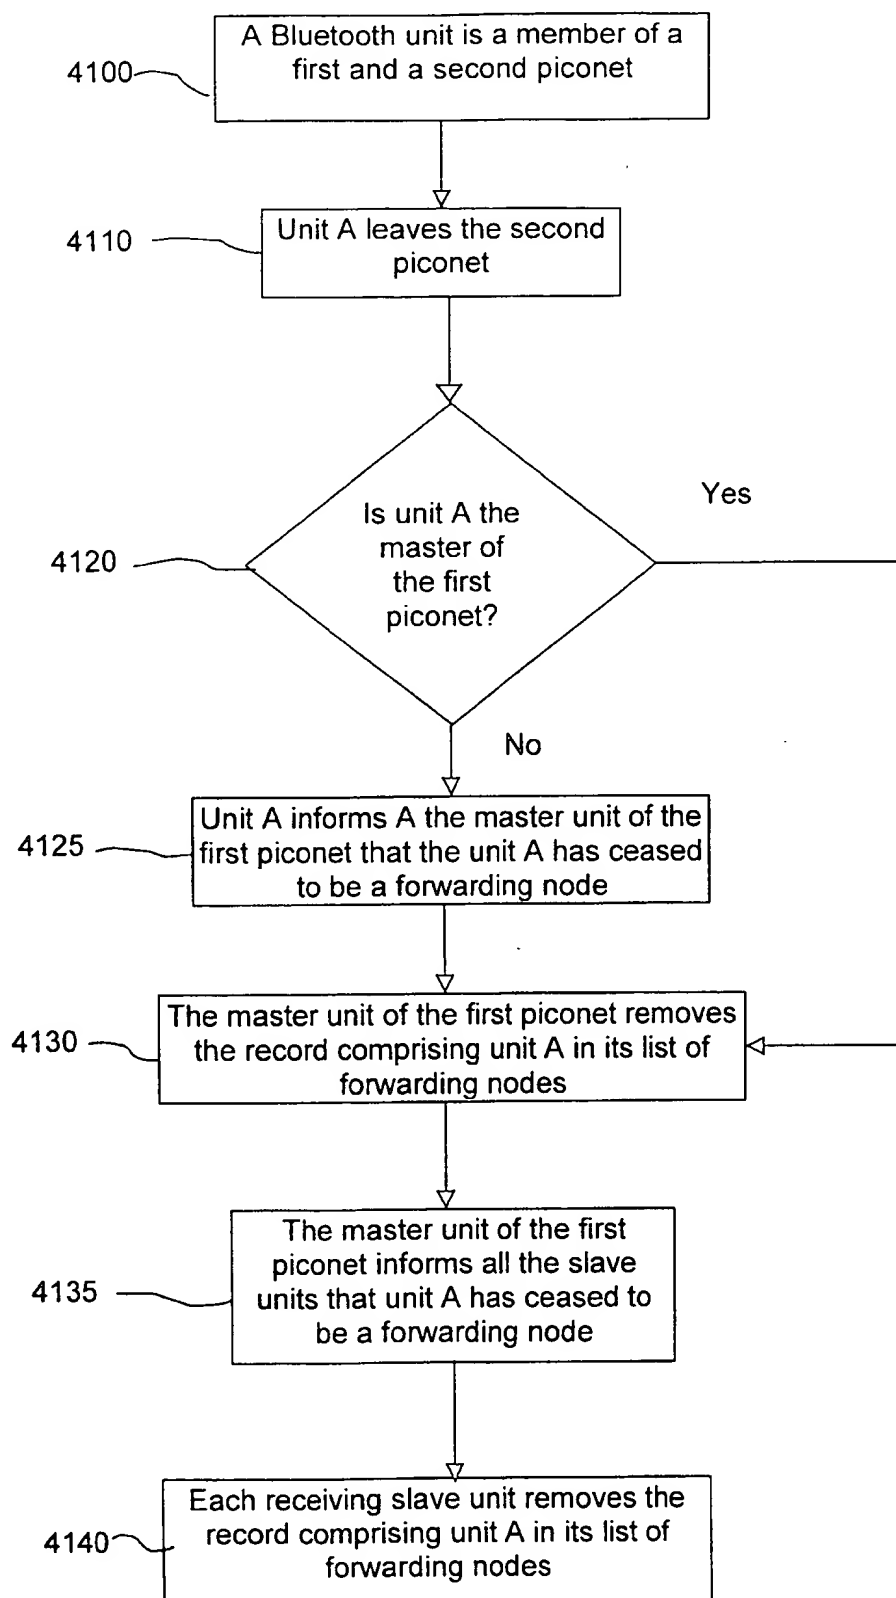 A Bluetooth unit is a member of a
first and a second piconet
4100
Unit A leaves the second
piconet
4110
Yes
Is unit A the
master of
the first
piconet?
4120
No
Unit A informs A the master unit of the
first piconet that the unit A has ceased
to be a forwarding node
4125
The master unit of the first piconet removes
the record comprising unit A in its list of
forwarding nodes
4130
The master unit of the first
piconet informs all the slave
units that unit A has ceased to
be a forwarding node
4135
Each receiving slave unit removes the
record comprising unit A in its list of
forwarding nodes
4140